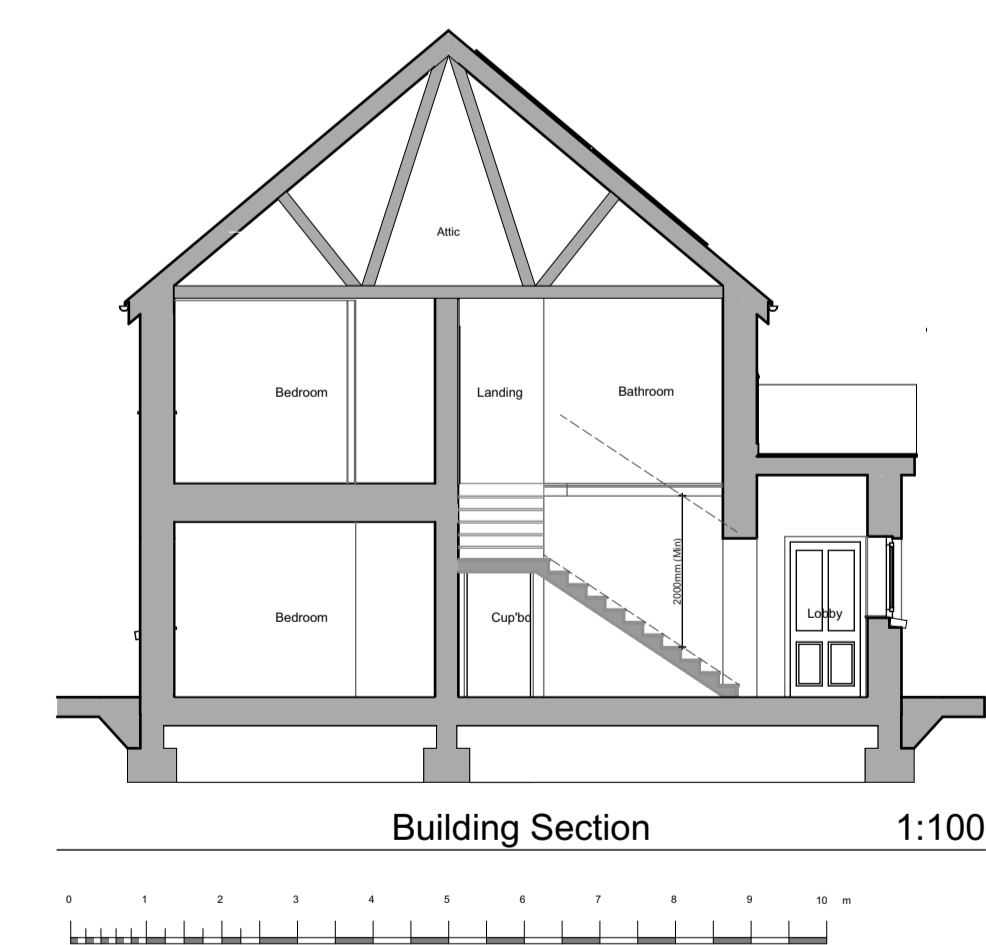 Attic
Bedroom
Landing
Bathroom
2000mm (Min)
Bedroom
Cup'bd
Lobby
Building Section 1:100
0 1 2 3 4 5 6 7 8 9 10 m